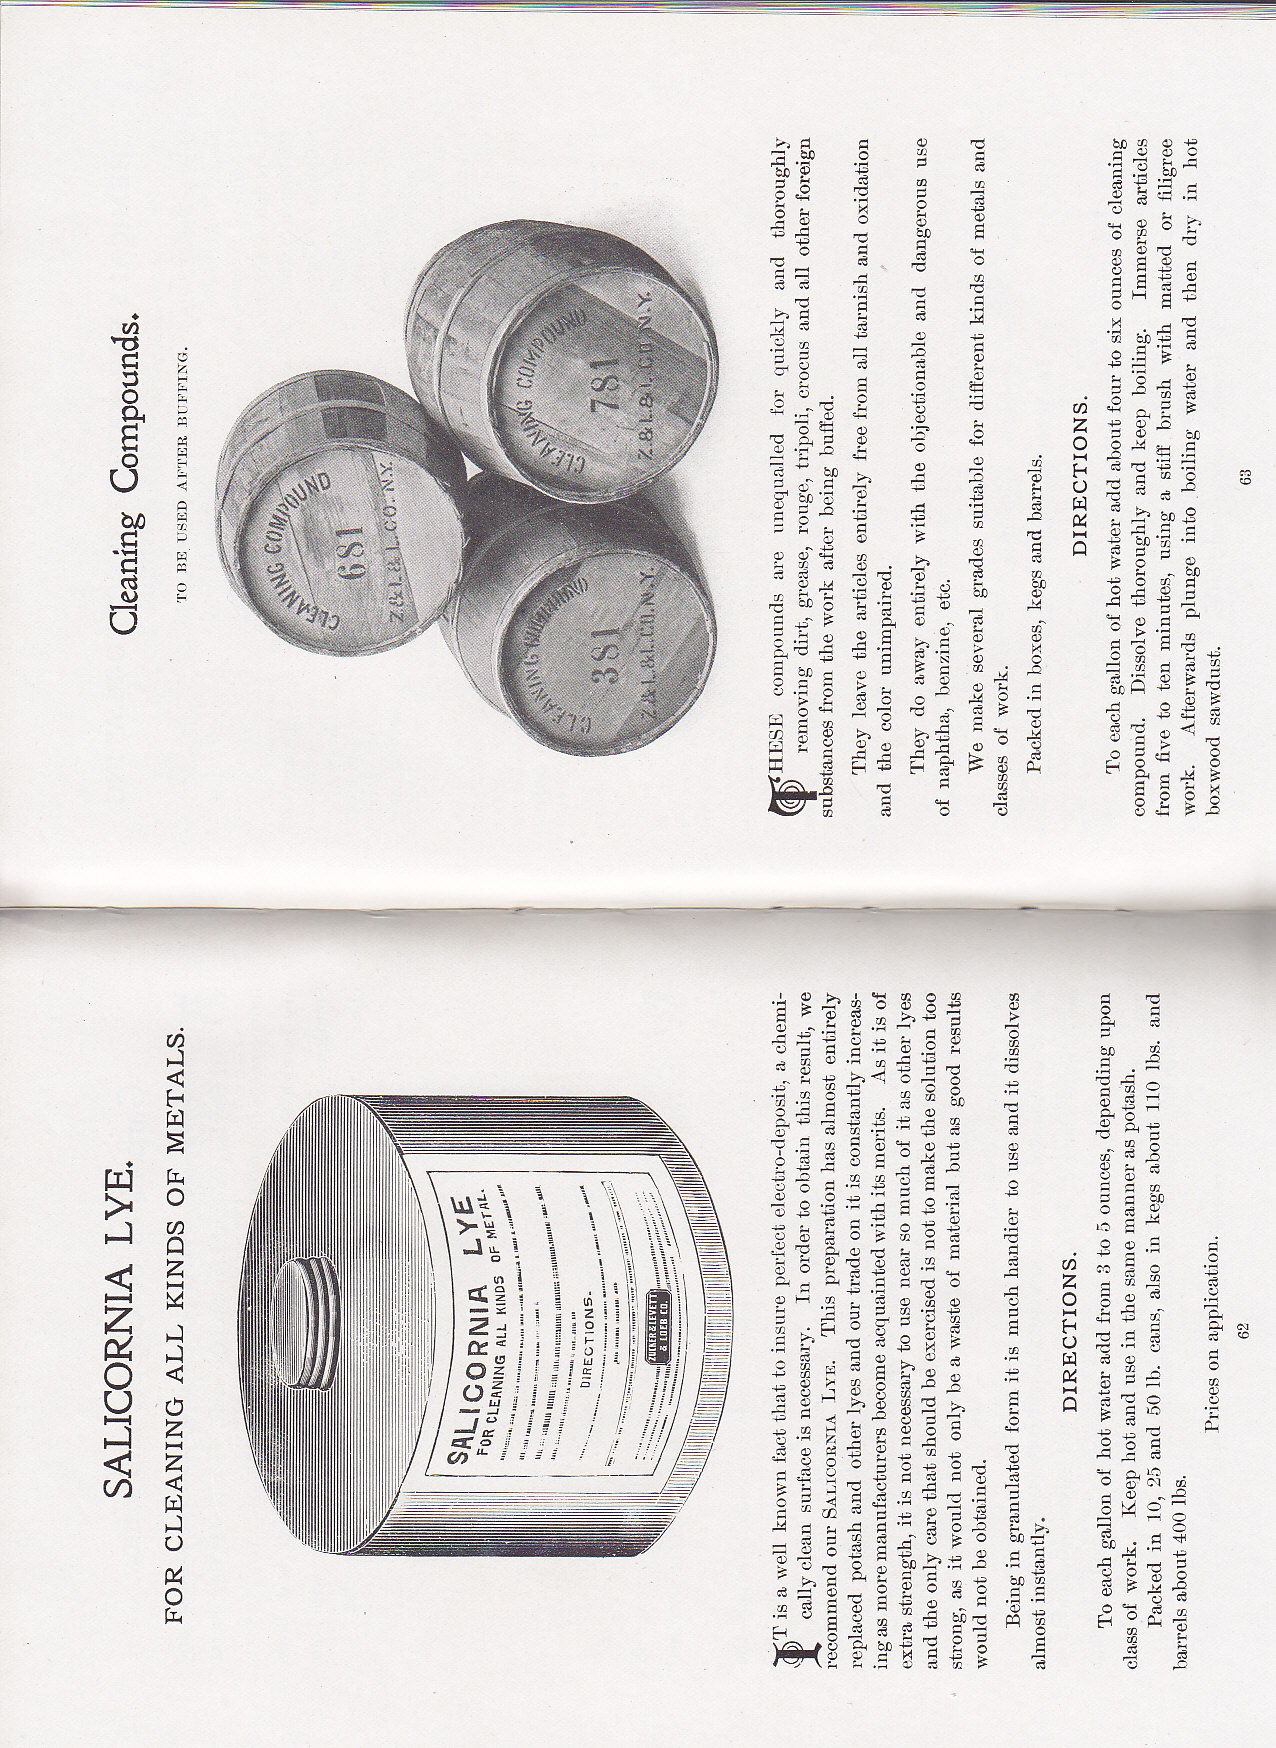 SALICORNIA LYE.
FOR CLEANING ALL KINDS OF METALS.
SALICORNIA LYE
FOR CLEANING ALL KINDS OF METAL.
DIRECTIONS.
ZUCKER & LEVETT
& LOEB CO.
IT is a well known fact that to insure perfect electro-deposit, a chemi-
cally clean surface is necessary. In order to obtain this result, we
recommend our SALICORNIA LYE. This preparation has almost entirely
replaced potash and other lyes and our trade on it is constantly increas-
ing as more manufacturers become acquainted with its merits. As it is of
extra strength, it is not necessary to use near so much of it as other lyes
and the only care that should be exercised is not to make the solution too
strong, as it would not only be a waste of material but as good results
would not be obtained.
Being in granulated form it is much handier to use and it dissolves
almost instantly.
DIRECTIONS.
To each gallon of hot water add from 3 to 5 ounces, depending upon
class of work. Keep hot and use in the same manner as potash.
Packed in 10, 25 and 50 lb. cans, also in kegs about 110 lbs. and
barrels about 400 lbs.
Prices on application.
62
Cleaning Compounds.
TO BE USED AFTER BUFFING.
CLEANING COMPOUND
681
Z. & L. & L. CO. N.Y.
CLEANING COMPOUND
381
Z. & L. & L. CO. N.Y.
CLEANING COMPOUND
781
Z. & L. & L. CO. N.Y.
THESE compounds are unequalled for quickly and thoroughly
removing dirt, grease, rouge, tripoli, crocus and all other foreign
substances from the work after being buffed.
They leave the articles entirely free from all tarnish and oxidation
and the color unimpaired.
They do away entirely with the objectionable and dangerous use
of naphtha, benzine, etc.
We make several grades suitable for different kinds of metals and
classes of work.
Packed in boxes, kegs and barrels.
DIRECTIONS.
To each gallon of hot water add about four to six ounces of cleaning
compound. Dissolve thoroughly and keep boiling. Immerse articles
from five to ten minutes, using a stiff brush with matted or filigree
work. Afterwards plunge into boiling water and then dry in hot
boxwood sawdust.
63